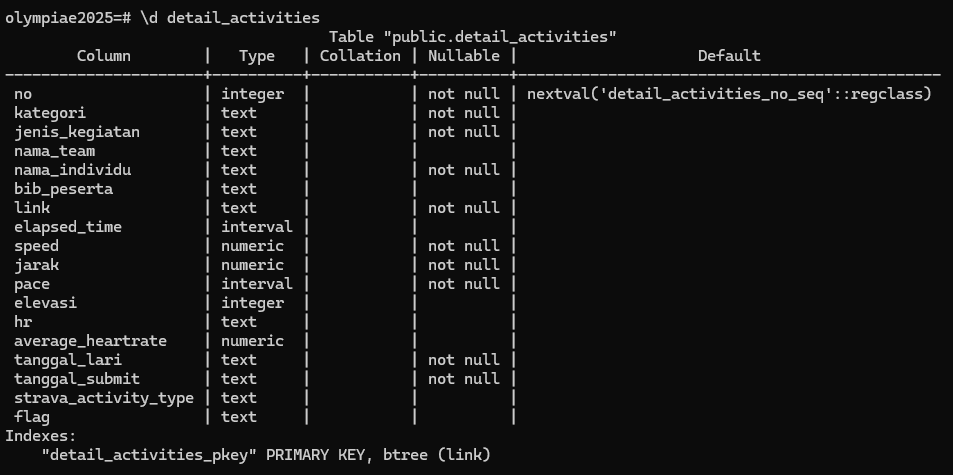 olympiae2025=# \d detail_activities
                                    Table "public.detail_activities"
        Column        |   Type   | Collation | Nullable |                    Default
----------------------+----------+-----------+----------+-----------------------------------------------
 no                   | integer  |           | not null | nextval('detail_activities_no_seq'::regclass)
 kategori             | text     |           | not null |
 jenis_kegiatan       | text     |           | not null |
 nama_team            | text     |           |          |
 nama_individu        | text     |           | not null |
 bib_peserta          | text     |           |          |
 link                 | text     |           | not null |
 elapsed_time         | interval |           |          |
 speed                | numeric  |           | not null |
 jarak                | numeric  |           | not null |
 pace                 | interval |           | not null |
 elevasi              | integer  |           |          |
 hr                   | text     |           |          |
 average_heartrate    | numeric  |           |          |
 tanggal_lari         | text     |           | not null |
 tanggal_submit       | text     |           | not null |
 strava_activity_type | text     |           |          |
 flag                 | text     |           |          |
Indexes:
    "detail_activities_pkey" PRIMARY KEY, btree (link)